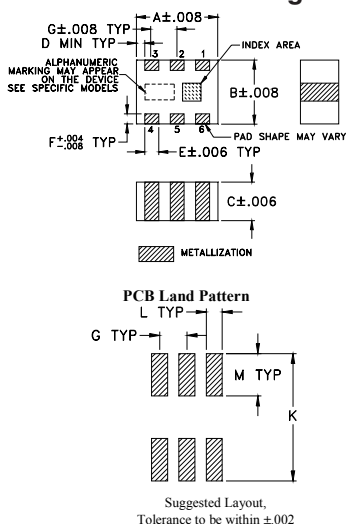 A±.008
G±.008 TYP
D MIN TYP
3 2 1
INDEX AREA
ALPHANUMERIC
MARKING MAY APPEAR
ON THE DEVICE
SEE SPECIFIC MODELS
B±.008
F+.004
-.008 TYP
4 5 6
PAD SHAPE MAY VARY
E±.006 TYP
C±.006
METALLIZATION
PCB Land Pattern
L TYP
G TYP
M TYP
K
Suggested Layout,
Tolerance to be within ±.002